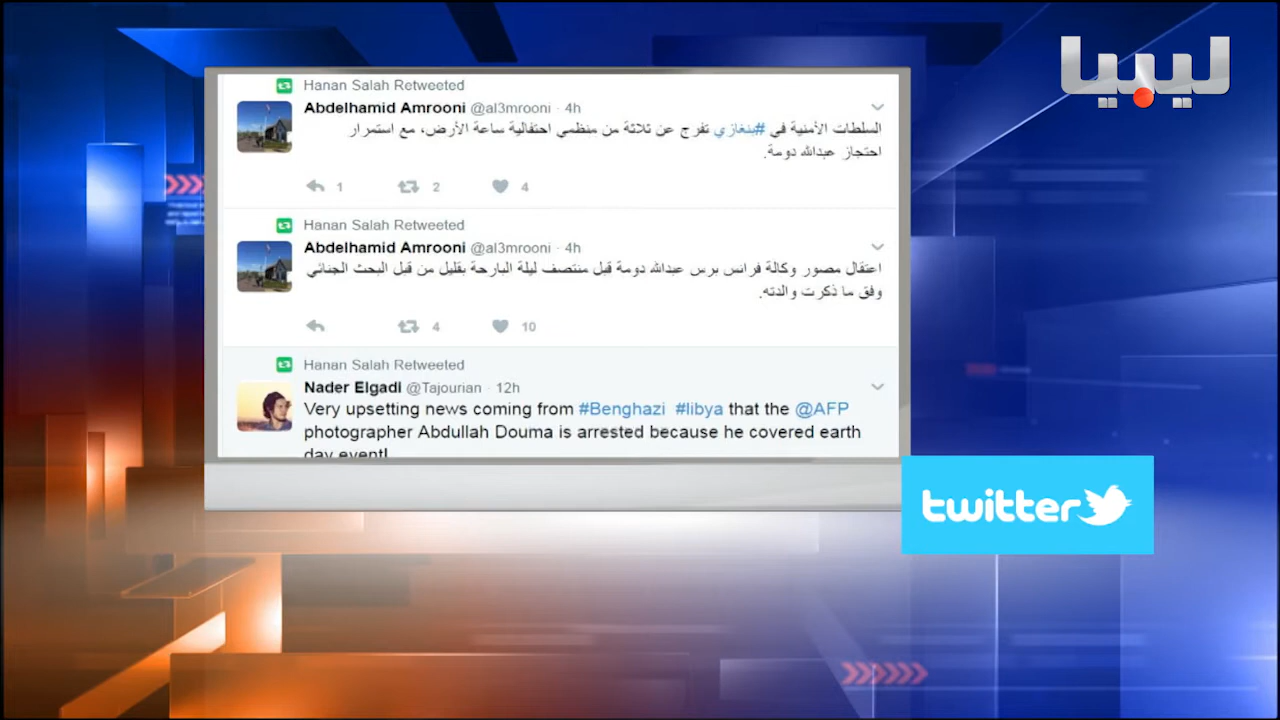 ليبيا
Hanan Salah Retweeted
Abdelhamid Amrooni @al3mrooni · 4h
السلطات الأمنية في #بنغازي تفرج عن ثلاثة من منظمي احتفالية ساعة الأرض، مع استمرار
احتجاز عبدالله دومة.
1 2 4
Hanan Salah Retweeted
Abdelhamid Amrooni @al3mrooni · 4h
اعتقال مصور وكالة فرانس برس عبدالله دومة قبل منتصف ليلة البارحة بقليل من قبل البحث الجنائي
وفق ما ذكرت والدته.
4 10
Hanan Salah Retweeted
Nader Elgadi @Tajourian · 12h
Very upsetting news coming from #Benghazi #libya that the @AFP
photographer Abdullah Douma is arrested because he covered earth
day event!
twitter